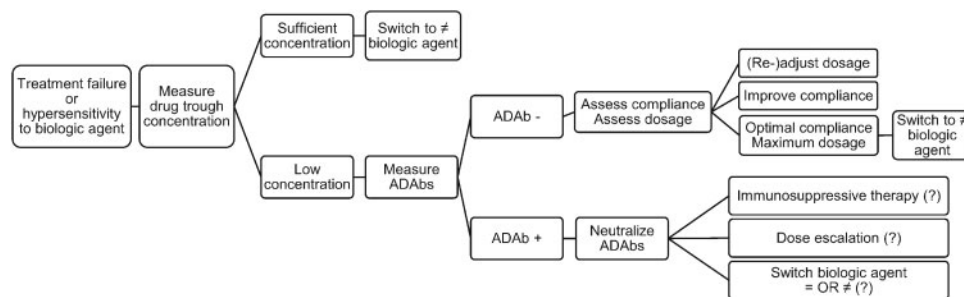 Treatment failure
or
hypersensitivity
to biologic agent
Measure
drug trough
concentration
Sufficient
concentration
Switch to ≠
biologic agent
Low
concentration
Measure
ADAbs
ADAb -
Assess compliance
Assess dosage
(Re-)adjust dosage
Improve compliance
Optimal compliance
Maximum dosage
Switch to ≠
biologic
agent
ADAb +
Neutralize
ADAbs
Immunosuppressive therapy (?)
Dose escalation (?)
Switch biologic agent
= OR ≠ (?)